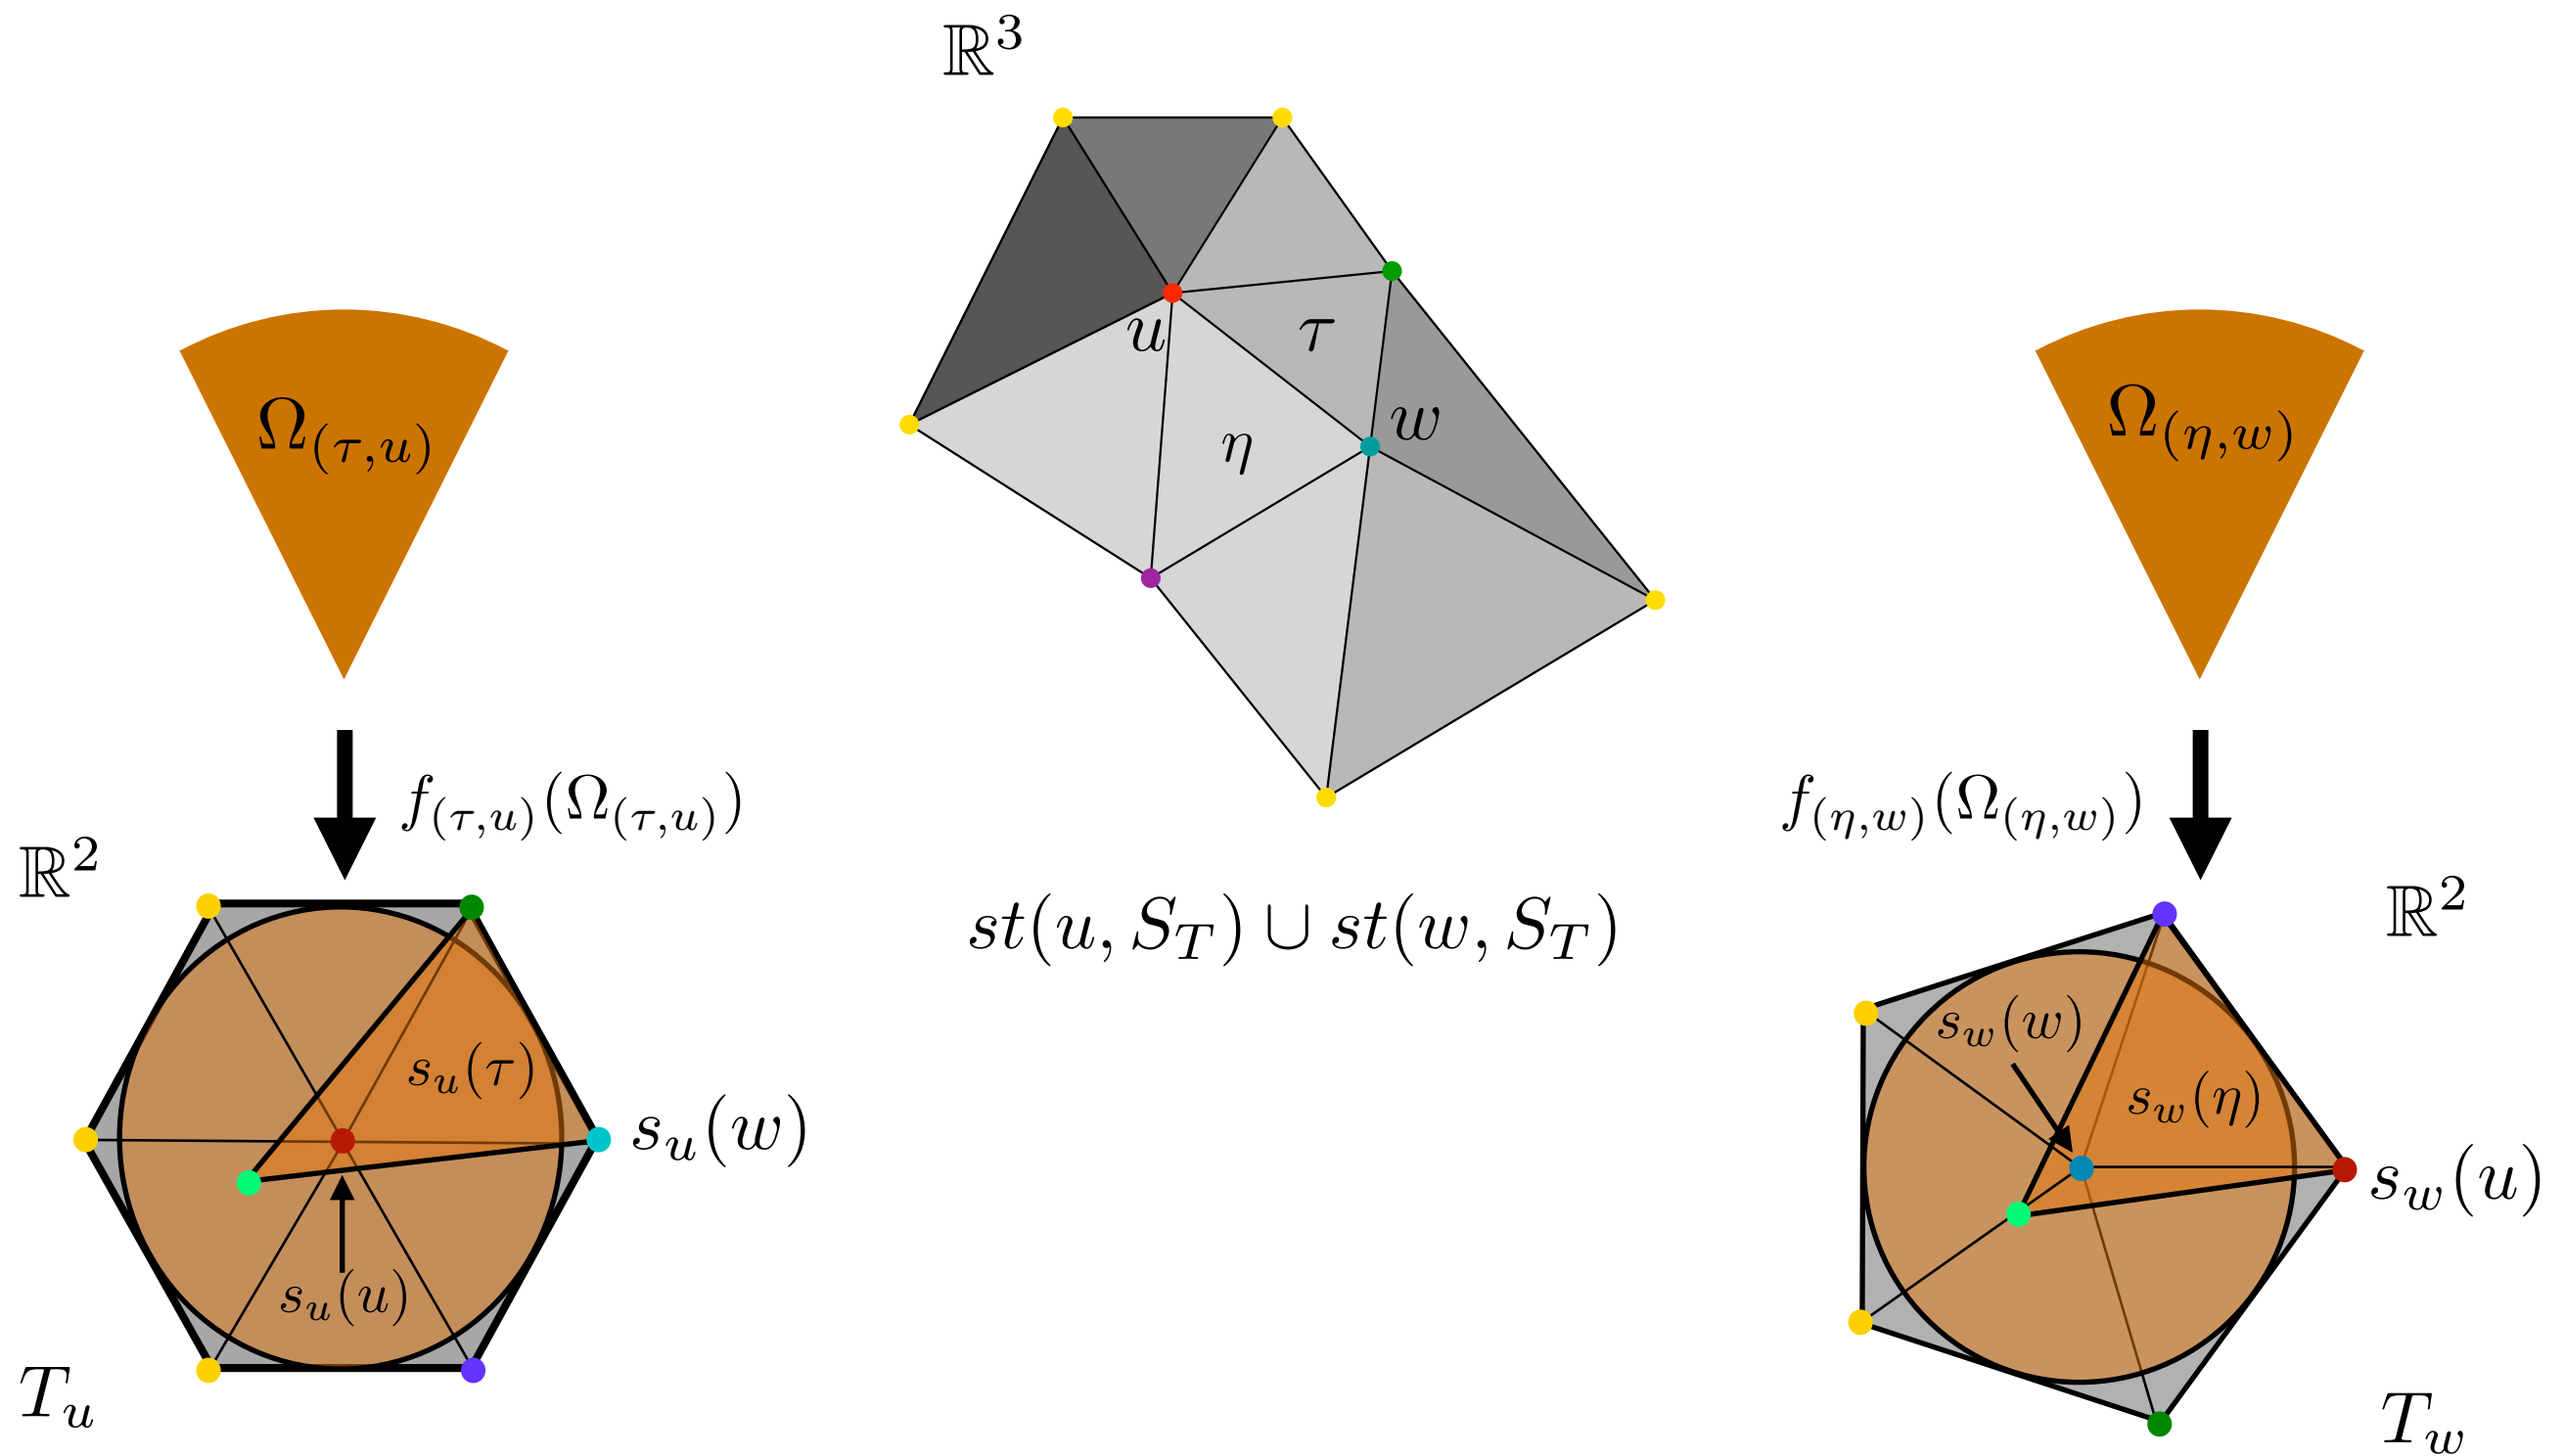 ℝ³
u
τ
w
η
Ω₍τ,u₎
Ω₍η,w₎
f₍τ,u₎(Ω₍τ,u₎)
f₍η,w₎(Ω₍η,w₎)
ℝ²
ℝ²
st(u, S_T) ∪ st(w, S_T)
s_u(τ)
s_u(w)
s_u(u)
s_w(w)
s_w(η)
s_w(u)
T_u
T_w